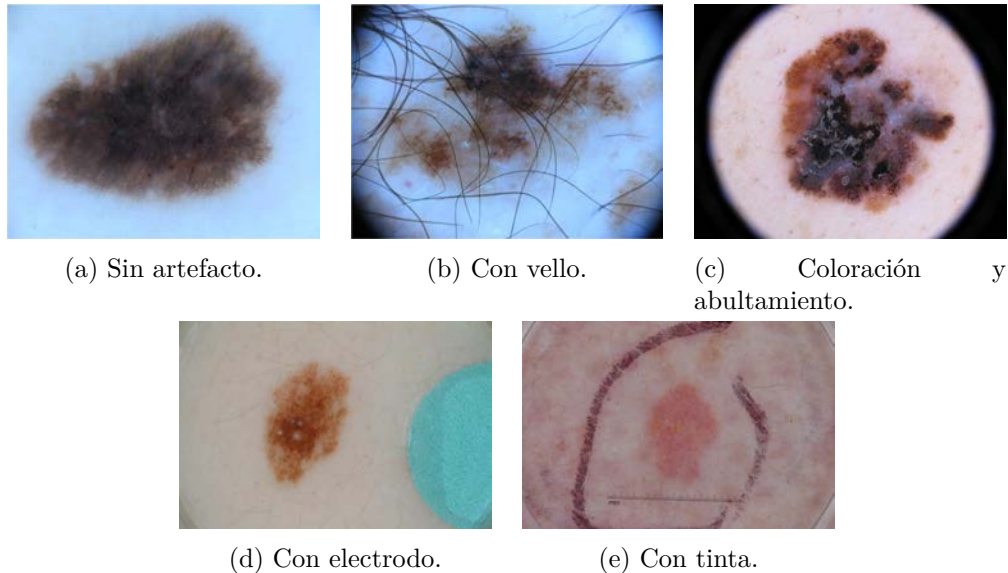 (a) Sin artefacto.
(b) Con vello.
(c) Coloración y
abultamiento.
(d) Con electrodo.
(e) Con tinta.